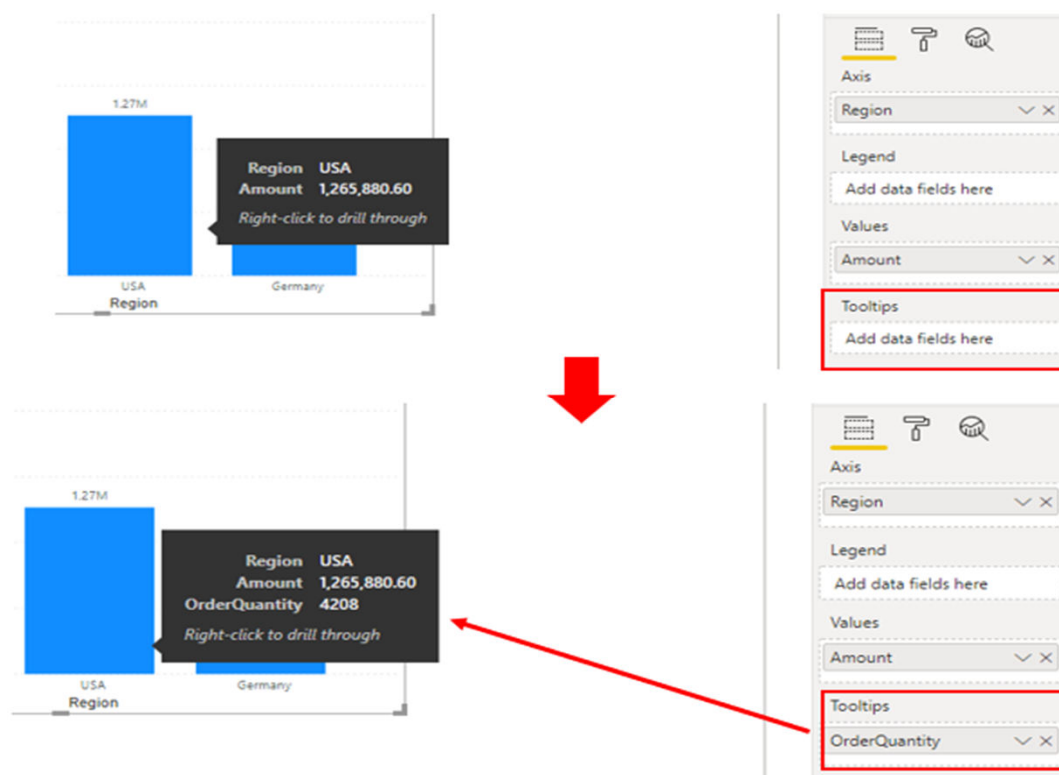 1.27M
Region USA
Amount 1,265,880.60
Right-click to drill through
USA
Germany
Region
Axis
Region
Legend
Add data fields here
Values
Amount
Tooltips
Add data fields here
1.27M
Region USA
Amount 1,265,880.60
OrderQuantity 4208
Right-click to drill through
USA
Germany
Region
Axis
Region
Legend
Add data fields here
Values
Amount
Tooltips
OrderQuantity